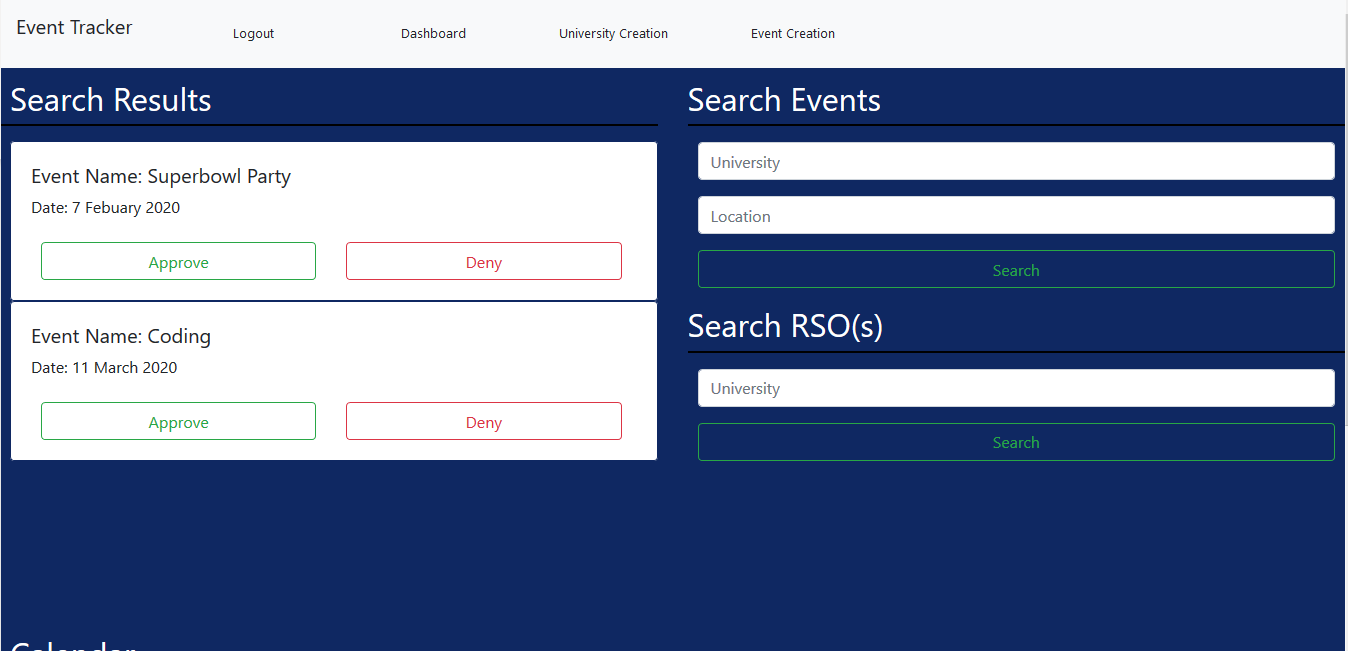 Event Tracker
Logout
Dashboard
University Creation
Event Creation
Search Results
Event Name: Superbowl Party
Date: 7 Febuary 2020
Approve
Deny
Event Name: Coding
Date: 11 March 2020
Approve
Deny
Search Events
University
Location
Search
Search RSO(s)
University
Search
Calendar